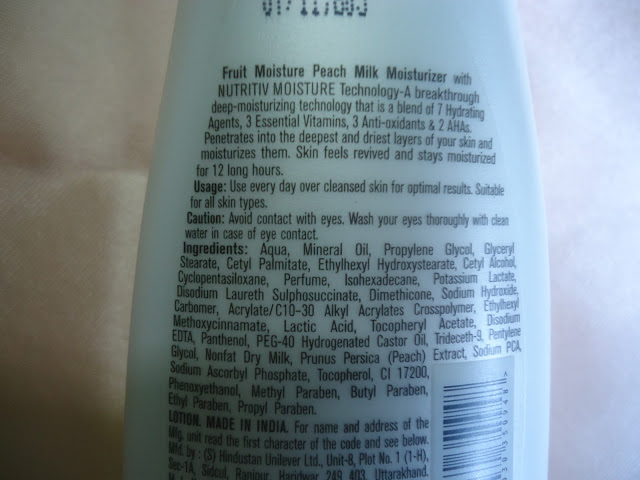 Fruit Moisture Peach Milk Moisturizer with
NUTRITIV MOISTURE Technology-A breakthrough
deep-moisturizing technology that is a blend of 7 Hydrating
Agents, 3 Essential Vitamins, 3 Anti-oxidants & 2 AHAs.
Penetrates into the deepest and driest layers of your skin and
moisturizes them. Skin feels revived and stays moisturized
for 12 long hours.
Usage: Use every day over cleansed skin for optimal results. Suitable
for all skin types.
Caution: Avoid contact with eyes. Wash your eyes thoroughly with clean
water in case of eye contact.
Ingredients: Aqua, Mineral Oil, Propylene Glycol, Glyceryl
Stearate, Cetyl Palmitate, Ethylhexyl Hydroxystearate, Cetyl Alcohol,
Cyclopentasiloxane, Perfume, Isohexadecane, Potassium Lactate,
Disodium Laureth Sulphosuccinate, Dimethicone, Sodium Hydroxide,
Carbomer, Acrylate/C10-30 Alkyl Acrylates Crosspolymer, Ethylhexyl
Methoxycinnamate, Lactic Acid, Tocopheryl Acetate, Disodium
EDTA, Panthenol, PEG-40 Hydrogenated Castor Oil, Trideceth-9, Pentylene
Glycol, Nonfat Dry Milk, Prunus Persica (Peach) Extract, Sodium PCA,
Sodium Ascorbyl Phosphate, Tocopherol, CI 17200,
Phenoxyethanol, Methyl Paraben, Butyl Paraben,
Ethyl Paraben, Propyl Paraben.
LOTION. MADE IN INDIA. For name and address of the
Mfg. unit read the first character of the code and see below.
Mfd. by : (S) Hindustan Unilever Ltd., Unit-8, Plot No. 1 (1-H),
Sec-1A, Sidcul, Ranipur, Haridwar 249 403, Uttarakhand.